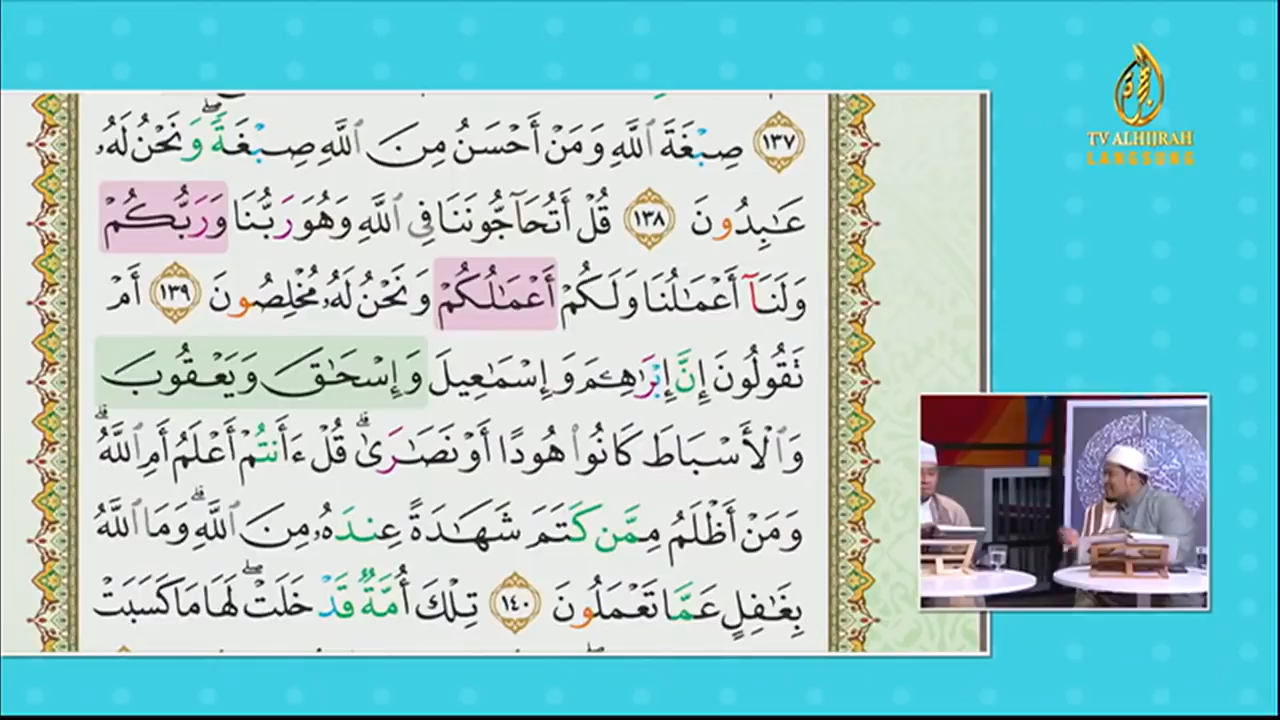 ١٣٧ صِبْغَةَ ٱللَّهِ وَمَنْ أَحْسَنُ مِنَ ٱللَّهِ صِبْغَةً ۖ وَنَحْنُ لَهُۥ
عَـٰبِدُونَ ١٣٨ قُلْ أَتُحَآجُّونَنَا فِي ٱللَّهِ وَهُوَ رَبُّنَا وَرَبُّكُمْ
وَلَنَآ أَعْمَـٰلُنَا وَلَكُمْ أَعْمَـٰلُكُمْ وَنَحْنُ لَهُۥ مُخْلِصُونَ ١٣٩ أَمْ
تَقُولُونَ إِنَّ إِبْرَٰهِـۧمَ وَإِسْمَـٰعِيلَ وَإِسْحَـٰقَ وَيَعْقُوبَ
وَٱلْأَسْبَاطَ كَانُوا۟ هُودًا أَوْ نَصَـٰرَىٰ ۗ قُلْ ءَأَنتُمْ أَعْلَمُ أَمِ ٱللَّهُ ۗ
وَمَنْ أَظْلَمُ مِمَّن كَتَمَ شَهَـٰدَةً عِندَهُۥ مِنَ ٱللَّهِ ۗ وَمَا ٱللَّهُ
بِغَـٰفِلٍ عَمَّا تَعْمَلُونَ ١٤٠ تِلْكَ أُمَّةٌ قَدْ خَلَتْ ۖ لَهَا مَا كَسَبَتْ
TV ALHIJRAH
LANGSUNG